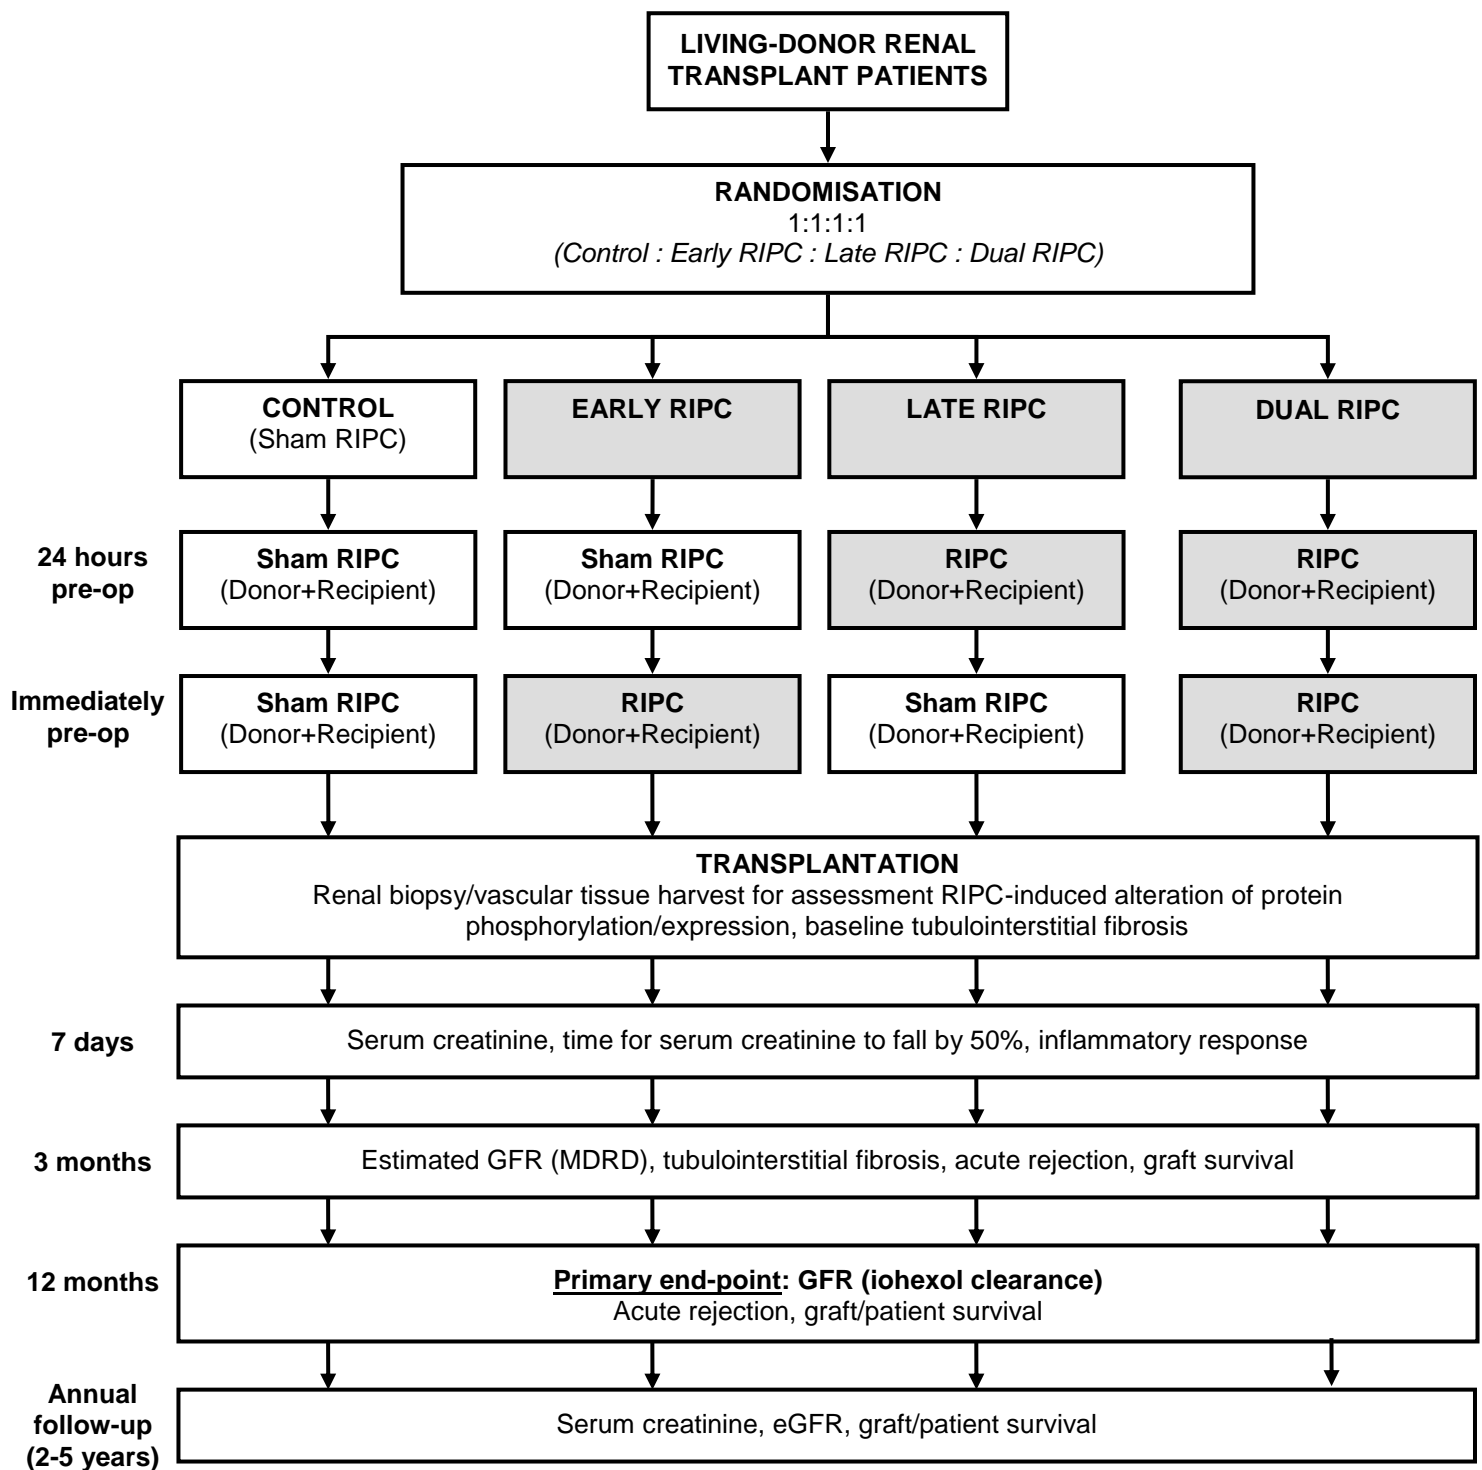 LIVING-DONOR RENAL
TRANSPLANT PATIENTS
RANDOMISATION
1:1:1:1
(Control : Early RIPC : Late RIPC : Dual RIPC)
CONTROL
(Sham RIPC)
EARLY RIPC
LATE RIPC
DUAL RIPC
24 hours
pre-op
Sham RIPC
(Donor+Recipient)
Sham RIPC
(Donor+Recipient)
RIPC
(Donor+Recipient)
RIPC
(Donor+Recipient)
Immediately
pre-op
Sham RIPC
(Donor+Recipient)
RIPC
(Donor+Recipient)
Sham RIPC
(Donor+Recipient)
RIPC
(Donor+Recipient)
TRANSPLANTATION
Renal biopsy/vascular tissue harvest for assessment RIPC-induced alteration of protein
phosphorylation/expression, baseline tubulointerstitial fibrosis
7 days
Serum creatinine, time for serum creatinine to fall by 50%, inflammatory response
3 months
Estimated GFR (MDRD), tubulointerstitial fibrosis, acute rejection, graft survival
12 months
Primary end-point: GFR (iohexol clearance)
Acute rejection, graft/patient survival
Annual
follow-up
(2-5 years)
Serum creatinine, eGFR, graft/patient survival